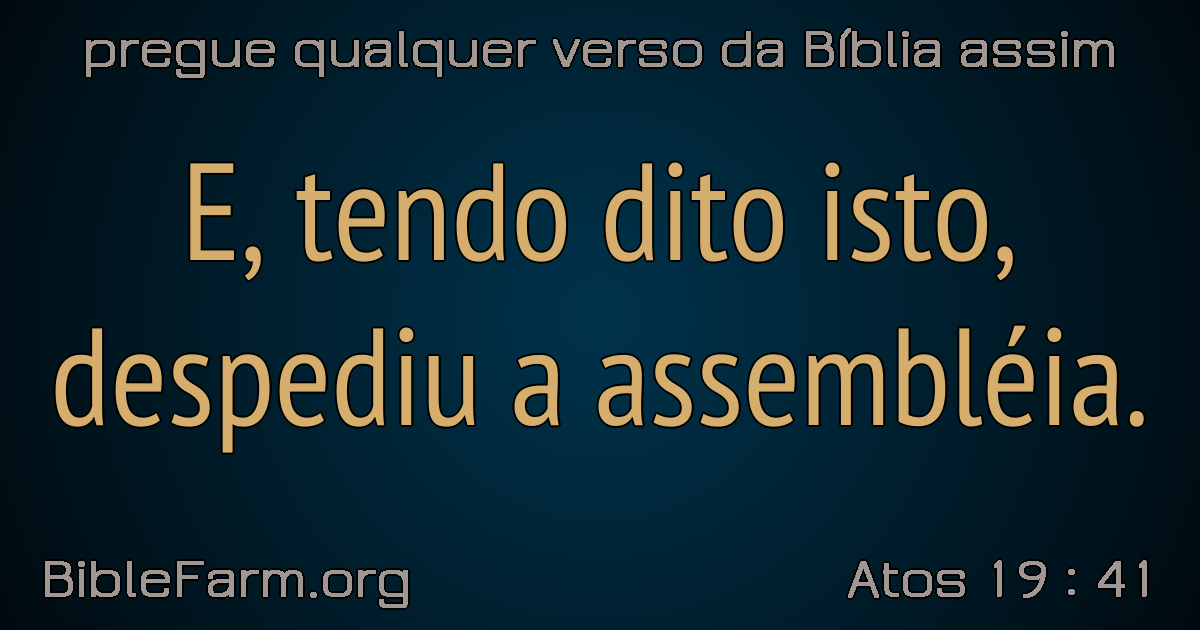 pregue qualquer verso da Bíblia assim
E, tendo dito isto,
despediu a assembléia.
BibleFarm.org
Atos 19 : 41